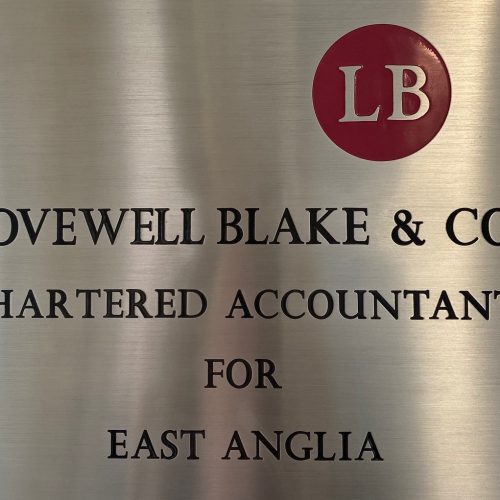 LB
OVEWELL BLAKE & CO
HARTERED ACCOUNTANT
FOR
EAST ANGLIA